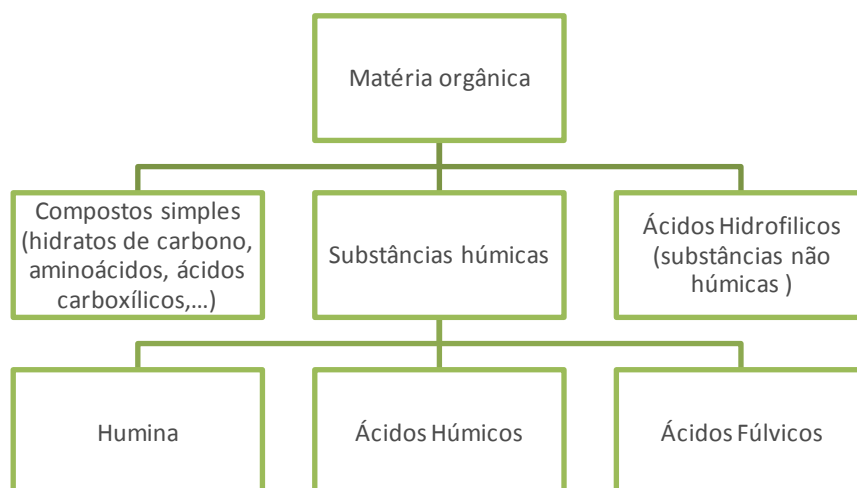 Matéria orgânica
Compostos simples
(hidratos de carbono,
aminoácidos, ácidos
carboxílicos,...)
Substâncias húmicas
Ácidos Hidrofilicos
(substâncias não
húmicas )
Humina
Ácidos Húmicos
Ácidos Fúlvicos